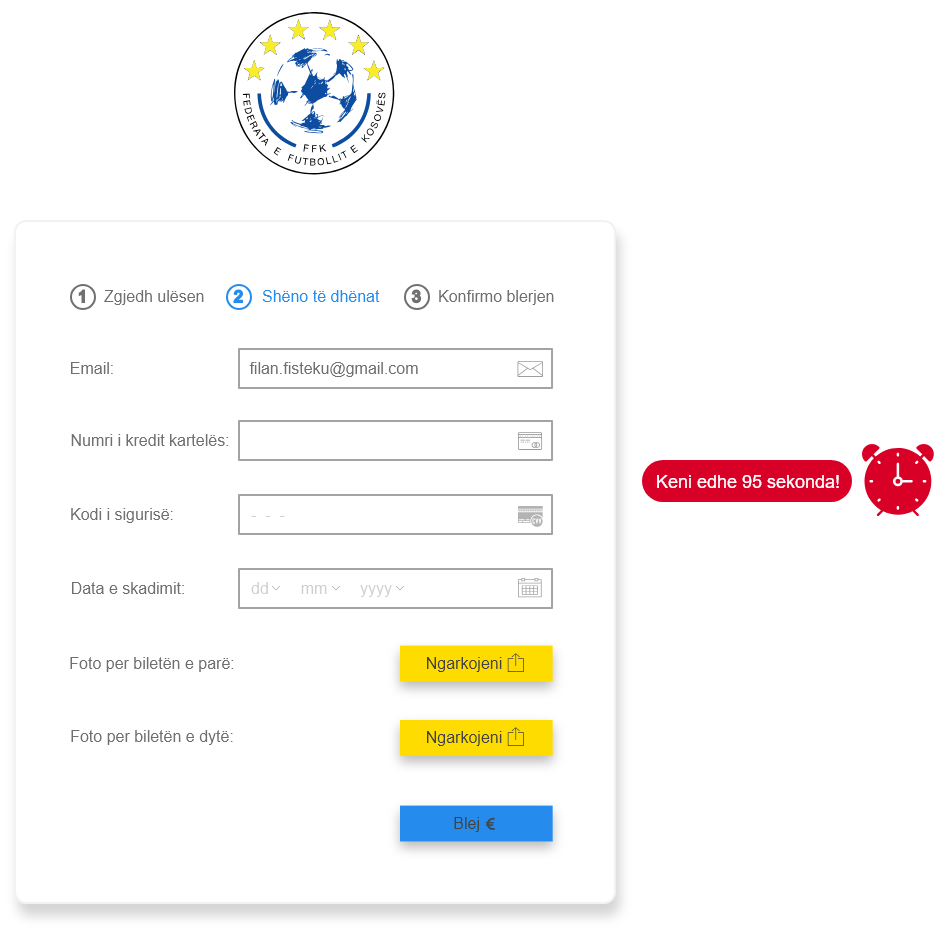 FEDERATA E FUTBOLLIT E KOSOVËS
FFK
1 Zgjedh ulësen 2 Shëno të dhënat 3 Konfirmo blerjen
Email: filan.fisteku@gmail.com
Numri i kredit kartelës:
Keni edhe 95 sekonda!
Kodi i sigurisë: - - -
Data e skadimit: dd mm yyyy
Foto per biletën e parë: Ngarkojeni
Foto per biletën e dytë: Ngarkojeni
Blej €